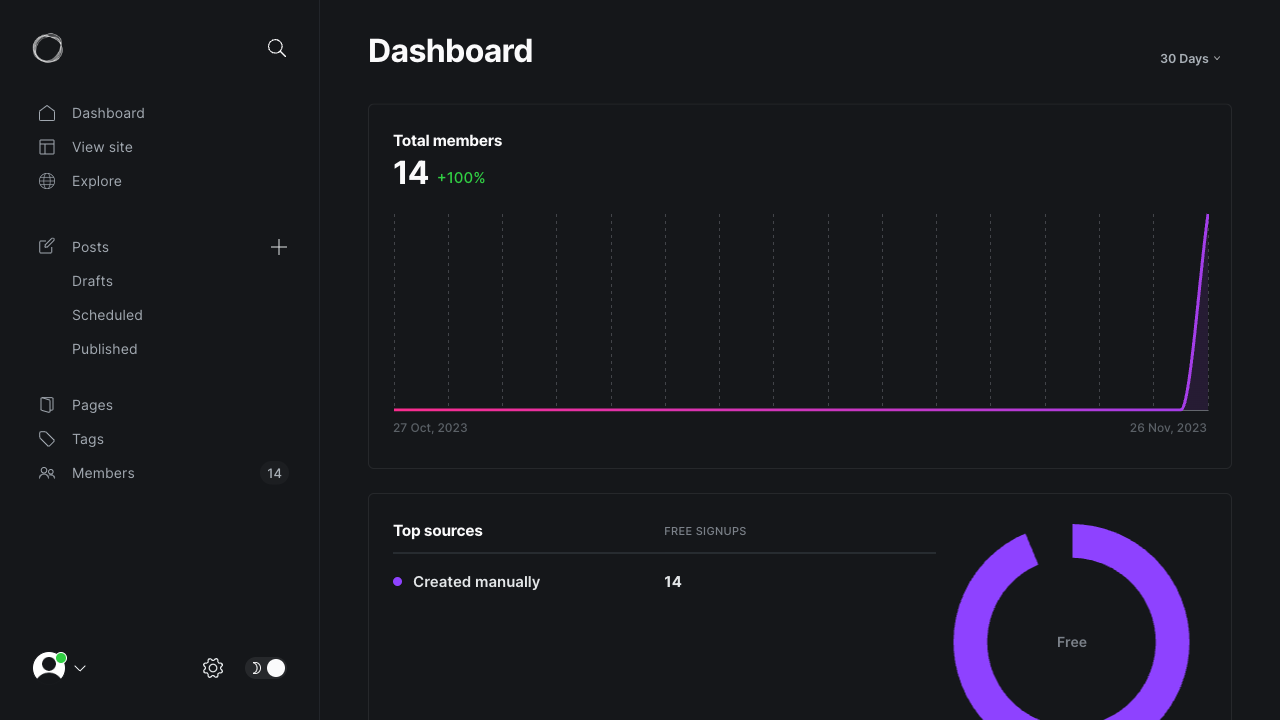 Dashboard
View site
Explore
Posts
Drafts
Scheduled
Published
Pages
Tags
Members 14
Dashboard
30 Days
Total members
14 +100%
27 Oct, 2023 26 Nov, 2023
Top sources FREE SIGNUPS
Created manually 14
Free